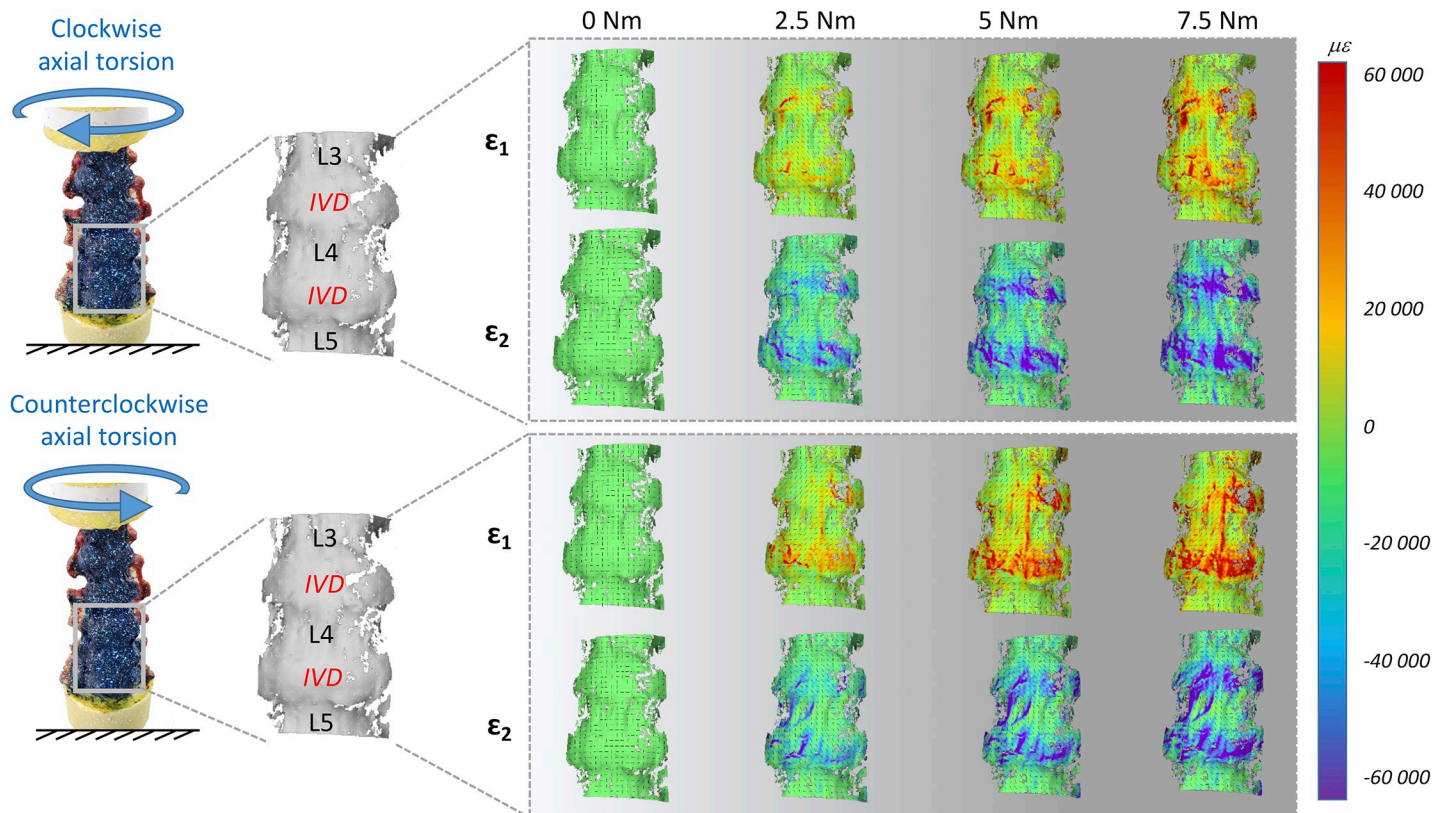 Clockwise
axial torsion
L3
IVD
L4
IVD
L5
0 Nm
2.5 Nm
5 Nm
7.5 Nm
ε1
ε2
Counterclockwise
axial torsion
L3
IVD
L4
IVD
L5
ε1
ε2
με
60 000
40 000
20 000
0
-20 000
-40 000
-60 000